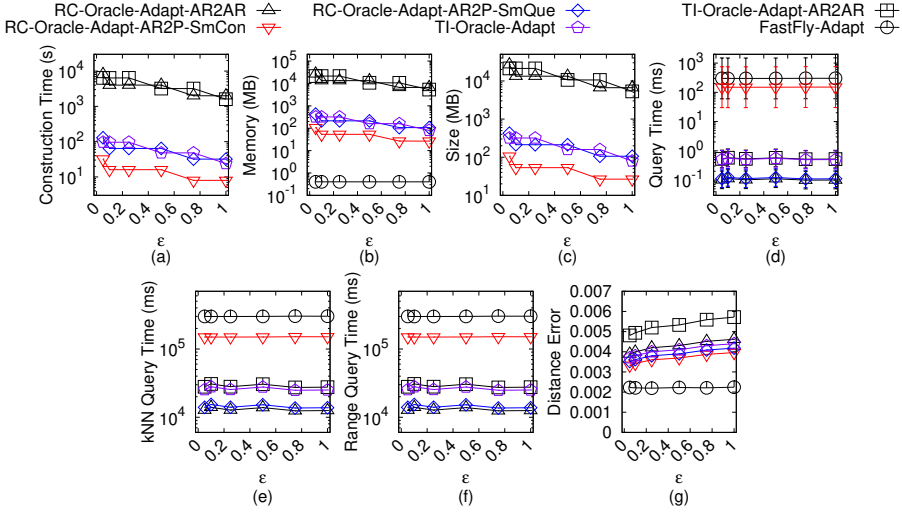 RC-Oracle-Adapt-AR2AR
RC-Oracle-Adapt-AR2P-SmCon
RC-Oracle-Adapt-AR2P-SmQue
TI-Oracle-Adapt
TI-Oracle-Adapt-AR2AR
FastFly-Adapt
Construction Time (s)
10^4
10^3
10^2
10^1
0 0.2 0.4 0.6 0.8 1
ε
(a)
Memory (MB)
10^5
10^4
10^3
10^2
10^1
10^0
10^-1
0 0.2 0.4 0.6 0.8 1
ε
(b)
Size (MB)
10^4
10^3
10^2
10^1
0 0.2 0.4 0.6 0.8 1
ε
(c)
Query Time (ms)
10^3
10^2
10^1
10^0
10^-1
0 0.2 0.4 0.6 0.8 1
ε
(d)
kNN Query Time (ms)
10^5
10^4
0 0.2 0.4 0.6 0.8 1
ε
(e)
Range Query Time (ms)
10^5
10^4
0 0.2 0.4 0.6 0.8 1
ε
(f)
Distance Error
0.007
0.006
0.005
0.004
0.003
0.002
0.001
0
0 0.2 0.4 0.6 0.8 1
ε
(g)